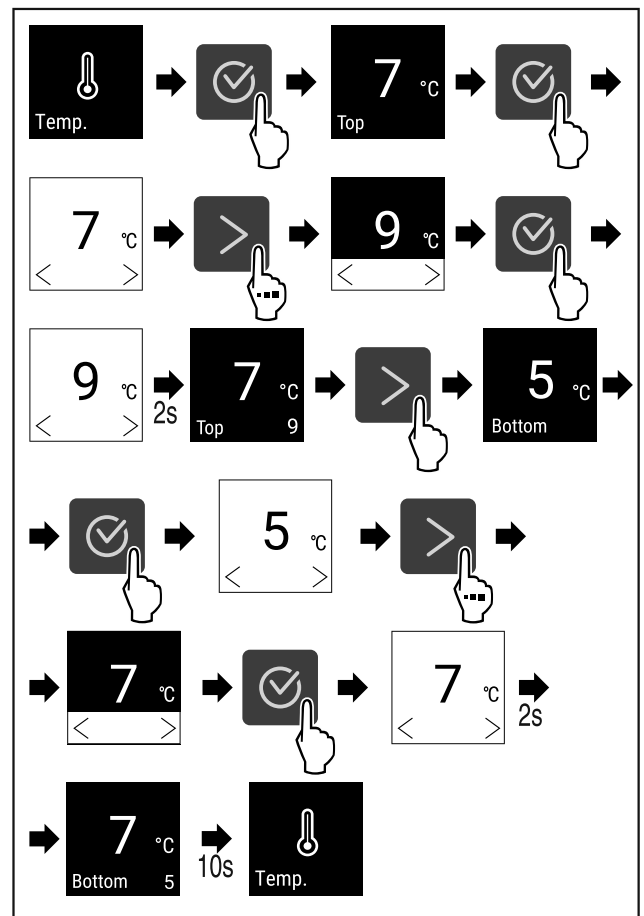 7 °C
Temp. Top
7 °C 9 °C
< > < >
9 °C 2s 7 °C 5 °C
< > Top 9 Bottom
5 °C
< >
7 °C 7 °C 2s
< > < >
7 °C 10s
Bottom 5 Temp.